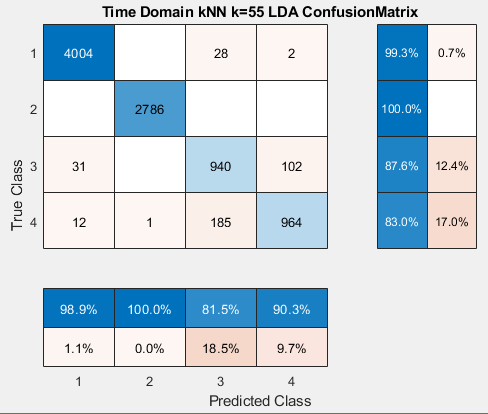 Time Domain kNN k=55 LDA ConfusionMatrix
1 4004 28 2 99.3% 0.7%
2 2786 100.0%
3 31 940 102 87.6% 12.4%
4 12 1 185 964 83.0% 17.0%
True Class
98.9% 100.0% 81.5% 90.3%
1.1% 0.0% 18.5% 9.7%
1 2 3 4
Predicted Class